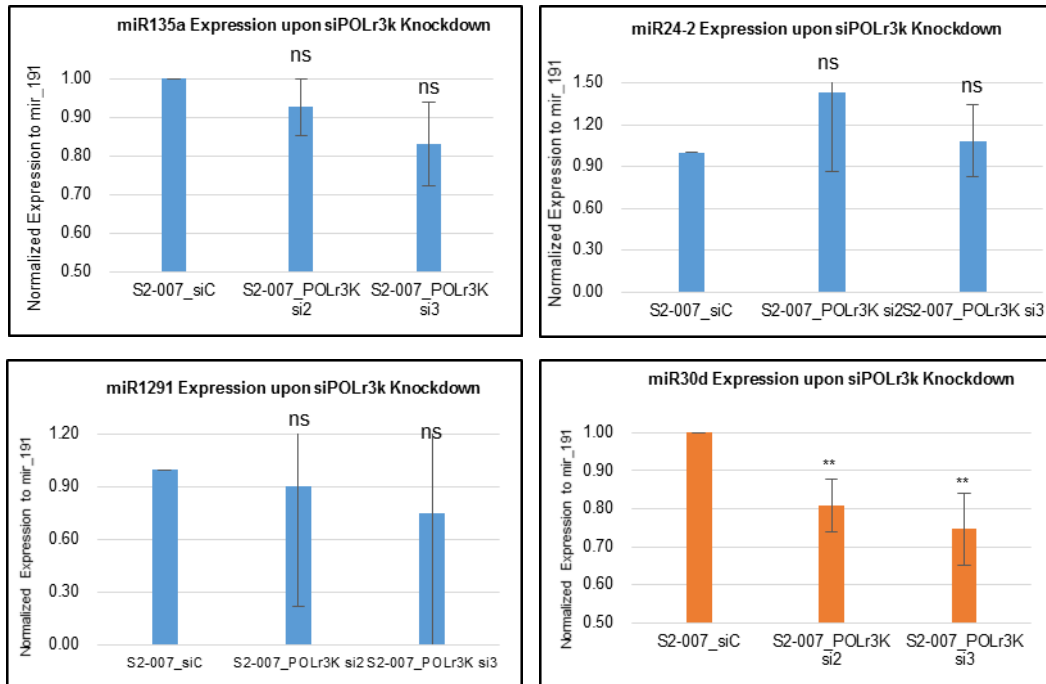 miR135a Expression upon siPOLr3k Knockdown
Normalized Expression to mir_191
1.00
0.90
0.80
0.70
0.60
0.50
ns
ns
S2-007_siC
S2-007_POLr3K
si2
S2-007_POLr3K
si3
miR24-2 Expression upon siPOLr3k Knockdown
Normalized Expression to mir_191
1.50
1.20
0.90
0.60
0.30
0.00
ns
ns
S2-007_siC
S2-007_POLr3K si2
S2-007_POLr3K si3
miR1291 Expression upon siPOLr3k Knockdown
Normalized Expression to mir_191
1.20
0.90
0.60
0.30
0.00
ns
ns
S2-007_siC
S2-007_POLr3K si2
S2-007_POLr3K si3
miR30d Expression upon siPOLr3k Knockdown
Normalized Expression to mir_191
1.00
0.90
0.80
0.70
0.60
0.50
**
**
S2-007_siC
S2-007_POLr3K
si2
S2-007_POLr3K
si3